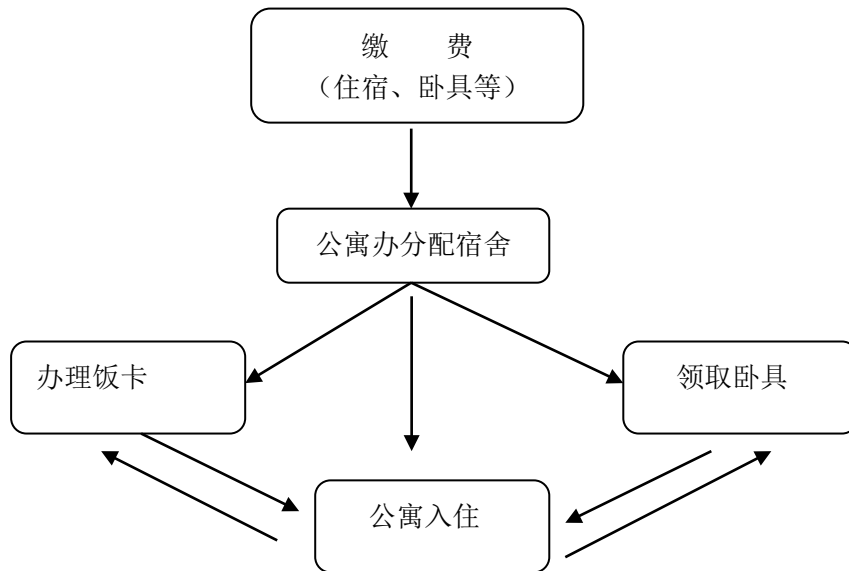 缴 费
（住宿、卧具等）
公寓办分配宿舍
办理饭卡
领取卧具
公寓入住